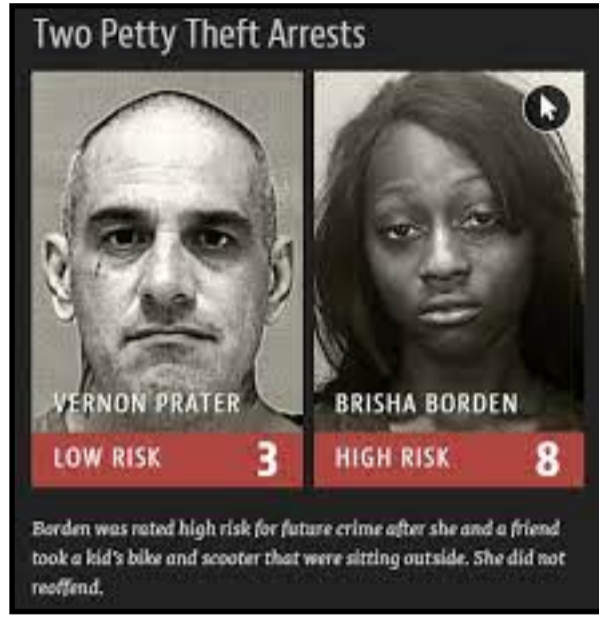 Two Petty Theft Arrests
VERNON PRATER
BRISHA BORDEN
LOW RISK 3
HIGH RISK 8
Borden was rated high risk for future crime after she and a friend
took a kid's bike and scooter that were sitting outside. She did not
reoffend.